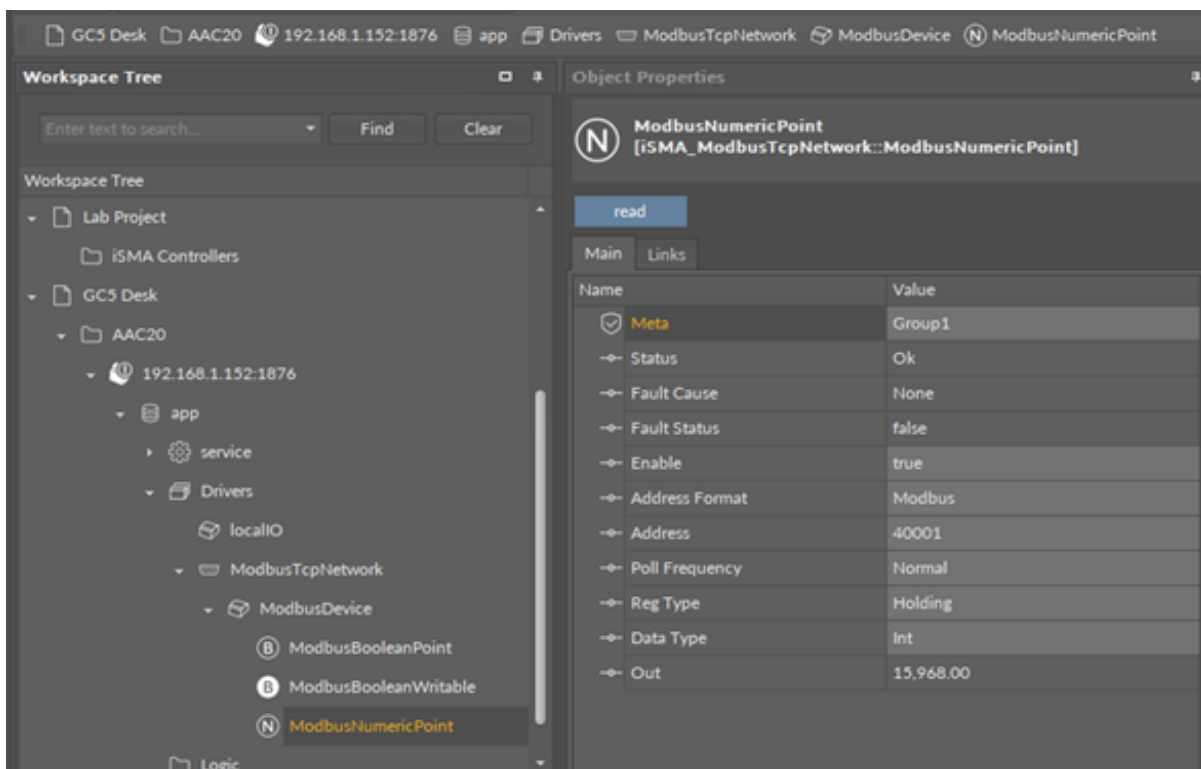 GC5 Desk AAC20 192.168.1.152:1876 app Drivers ModbusTcpNetwork ModbusDevice N ModbusNumericPoint
Workspace Tree
Enter text to search... Find Clear
Workspace Tree
Lab Project
iSMA Controllers
GC5 Desk
AAC20
192.168.1.152:1876
app
service
Drivers
localIO
ModbusTcpNetwork
ModbusDevice
B ModbusBooleanPoint
B ModbusBooleanWritable
N ModbusNumericPoint
Logic
Object Properties
N
ModbusNumericPoint
[iSMA_ModbusTcpNetwork::ModbusNumericPoint]
read
Main Links
Name Value
Meta Group1
Status Ok
Fault Cause None
Fault Status false
Enable true
Address Format Modbus
Address 40001
Poll Frequency Normal
Reg Type Holding
Data Type Int
Out 15,968.00